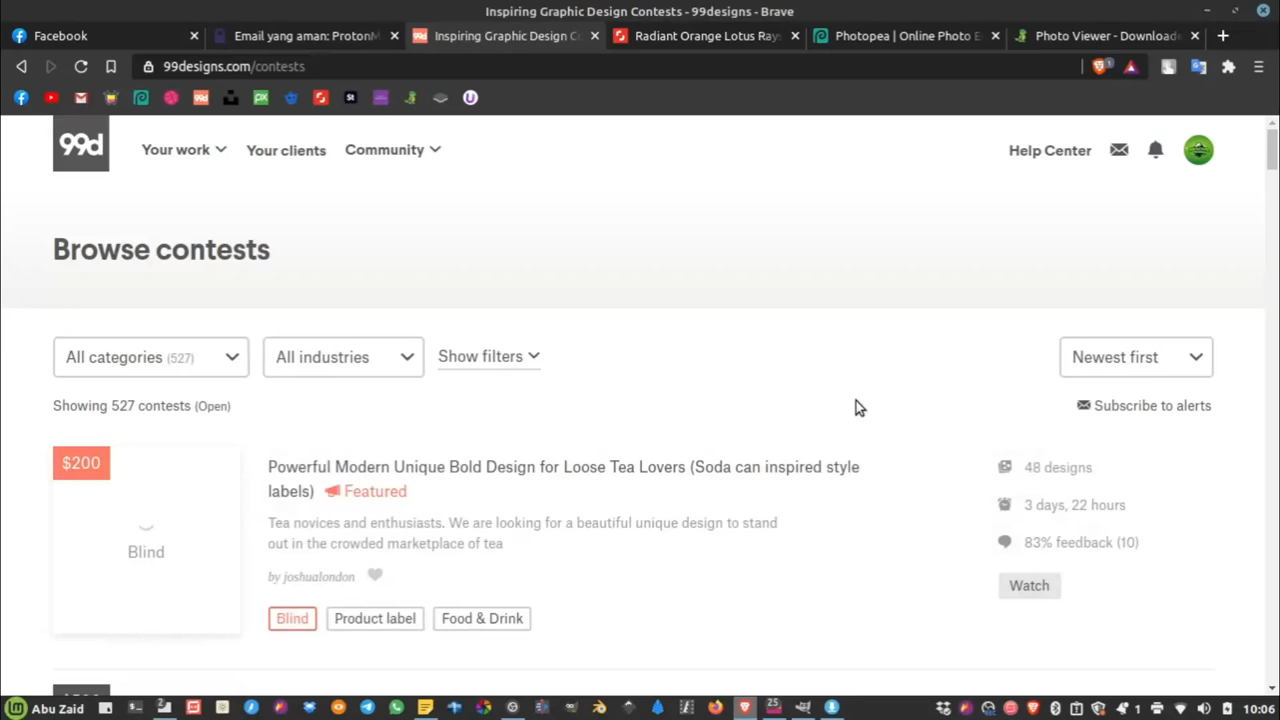 Inspiring Graphic Design Contests - 99designs - Brave
Facebook
Email yang aman: ProtonM
Inspiring Graphic Design C
Radiant Orange Lotus Ray
Photopea | Online Photo E
Photo Viewer - Download
99designs.com/contests
99d
Your work
Your clients
Community
Help Center
Browse contests
All categories (527)
All industries
Show filters
Newest first
Showing 527 contests (Open)
Subscribe to alerts
$200
Blind
Powerful Modern Unique Bold Design for Loose Tea Lovers (Soda can inspired style
labels) Featured
Tea novices and enthusiasts. We are looking for a beautiful unique design to stand
out in the crowded marketplace of tea
by joshualondon
Blind
Product label
Food & Drink
48 designs
3 days, 22 hours
83% feedback (10)
Watch
Abu Zaid
25
1
10:06